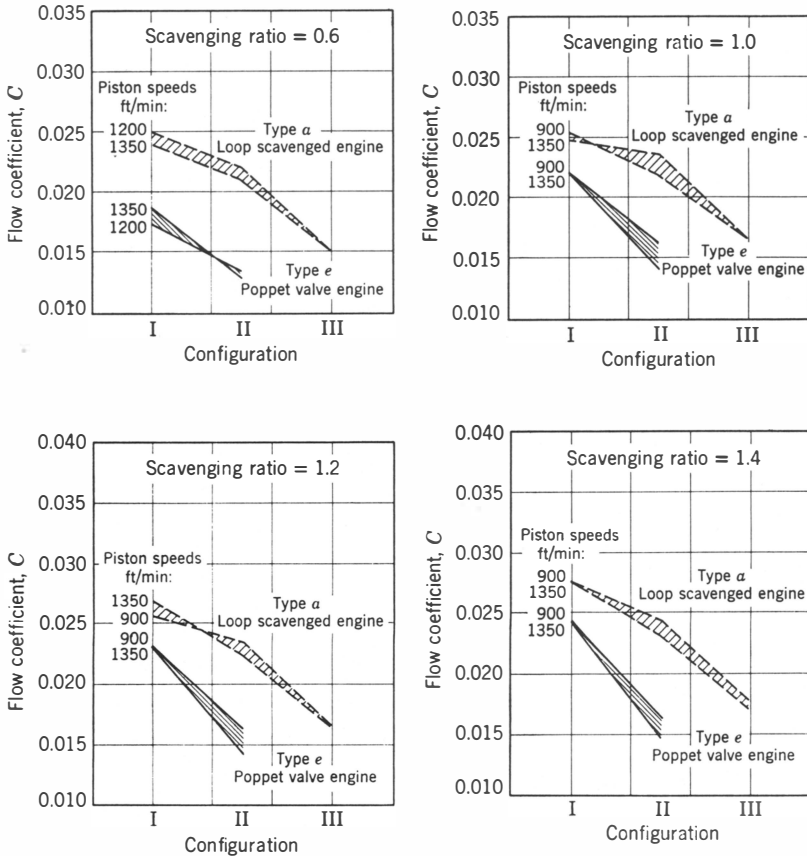 0.035
0.030
0.025
0.020
0.015
0.010
Flow coefficient, C
Scavenging ratio = 0.6
Piston speeds
ft/min:
1200
1350
1350
1200
Type a
Loop scavenged engine
Type e
Poppet valve engine
I II III
Configuration
0.035
0.030
0.025
0.020
0.015
0.010
Flow coefficient, C
Scavenging ratio = 1.0
Piston speeds
ft/min:
900
1350
900
1350
Type a
Loop scavenged engine
Type e
Poppet valve engine
I II III
Configuration
0.040
0.035
0.030
0.025
0.020
0.015
0.010
Flow coefficient, C
Scavenging ratio = 1.2
Piston speeds
ft/min:
1350
900
900
1350
Type a
Loop scavenged engine
Type e
Poppet valve engine
I II III
Configuration
0.040
0.035
0.030
0.025
0.020
0.015
0.010
Flow coefficient, C
Scavenging ratio = 1.4
Piston speeds
ft/min:
900
1350
900
1350
Type a
Loop scavenged engine
Type e
Poppet valve engine
I II III
Configuration